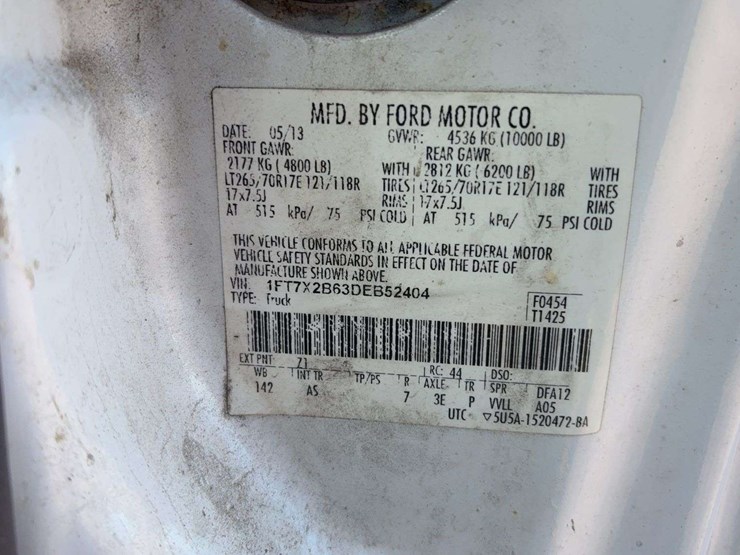 MFD. BY FORD MOTOR CO.
DATE: 05/13 GVWR: 4536 KG (10000 LB)
FRONT GAWR: REAR GAWR:
2177 KG ( 4800 LB) WITH 2812 KG ( 6200 LB) WITH
LT265/70R17E 121/118R TIRES LT265/70R17E 121/118R TIRES
17x7.5J RIMS 17x7.5J RIMS
AT 515 kPa/ 75 PSI COLD AT 515 kPa/ 75 PSI COLD
THIS VEHICLE CONFORMS TO ALL APPLICABLE FEDERAL MOTOR
VEHICLE SAFETY STANDARDS IN EFFECT ON THE DATE OF
MANUFACTURE SHOWN ABOVE.
VIN: 1FT7X2B63DEB52404
TYPE: Truck
F0454
T1425
EXT PNT: Z1 RC: 44 DSO:
WB INT TR TP/PS R AXLE TR SPR DFA12
142 AS 7 3E P VVLL A05
UTC ▽5U5A-1520472-BA